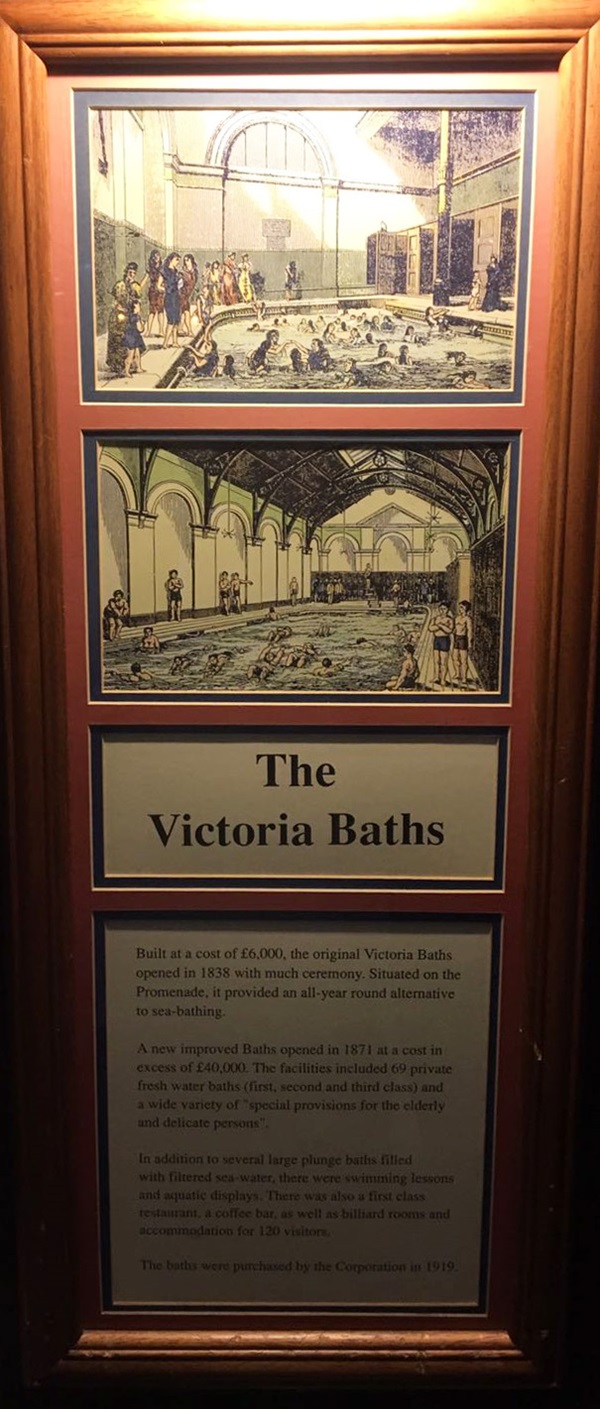 The
Victoria Baths
Built at a cost of £6,000, the original Victoria Baths
opened in 1838 with much ceremony. Situated on the
Promenade, it provided an all-year round alternative
to sea-bathing.
A new improved Baths opened in 1871 at a cost in
excess of £40,000. The facilities included 69 private
fresh water baths (first, second and third class) and
a wide variety of "special provisions for the elderly
and delicate persons".
In addition to several large plunge baths filled
with filtered sea-water, there were swimming lessons
and aquatic displays. There was also a first class
restaurant, a coffee bar, as well as billiard rooms and
accommodation for 120 visitors.
The baths were purchased by the Corporation in 1919.